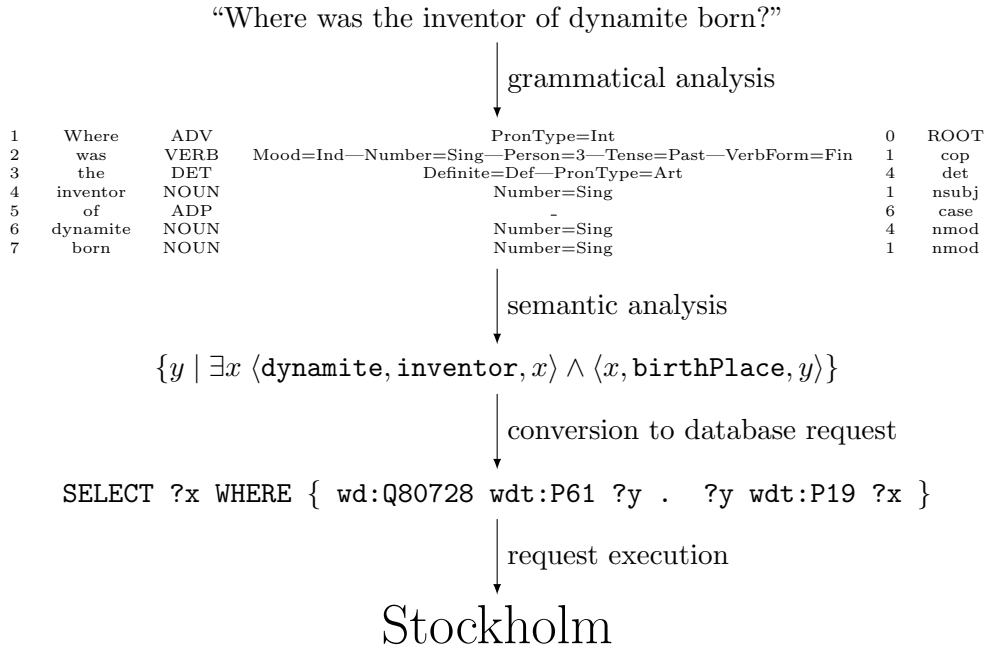 “Where was the inventor of dynamite born?”
grammatical analysis
1 Where ADV PronType=Int 0 ROOT
2 was VERB Mood=Ind—Number=Sing—Person=3—Tense=Past—VerbForm=Fin 1 cop
3 the DET Definite=Def—PronType=Art 4 det
4 inventor NOUN Number=Sing 1 nsubj
5 of ADP _ 6 case
6 dynamite NOUN Number=Sing 4 nmod
7 born NOUN Number=Sing 1 nmod
semantic analysis
{y | ∃x ⟨dynamite, inventor, x⟩ ∧ ⟨x, birthPlace, y⟩}
conversion to database request
SELECT ?x WHERE { wd:Q80728 wdt:P61 ?y . ?y wdt:P19 ?x }
request execution
Stockholm